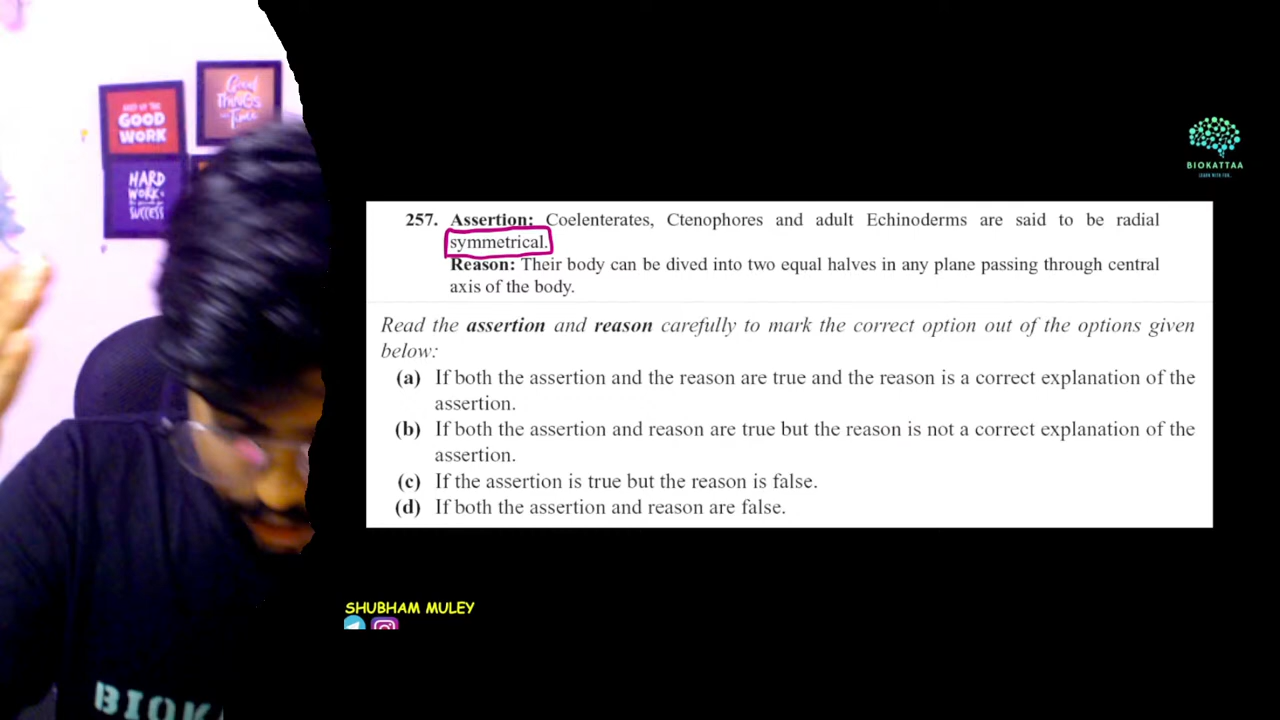 Good
THINGS
Time
GOOD
WORK
HARD
WORK
SUCCESS
BIOKATTAA
257. Assertion: Coelenterates, Ctenophores and adult Echinoderms are said to be radial
symmetrical.
Reason: Their body can be dived into two equal halves in any plane passing through central
axis of the body.
Read the assertion and reason carefully to mark the correct option out of the options given
below:
(a) If both the assertion and the reason are true and the reason is a correct explanation of the
assertion.
(b) If both the assertion and reason are true but the reason is not a correct explanation of the
assertion.
(c) If the assertion is true but the reason is false.
(d) If both the assertion and reason are false.
SHUBHAM MULEY
BIOK